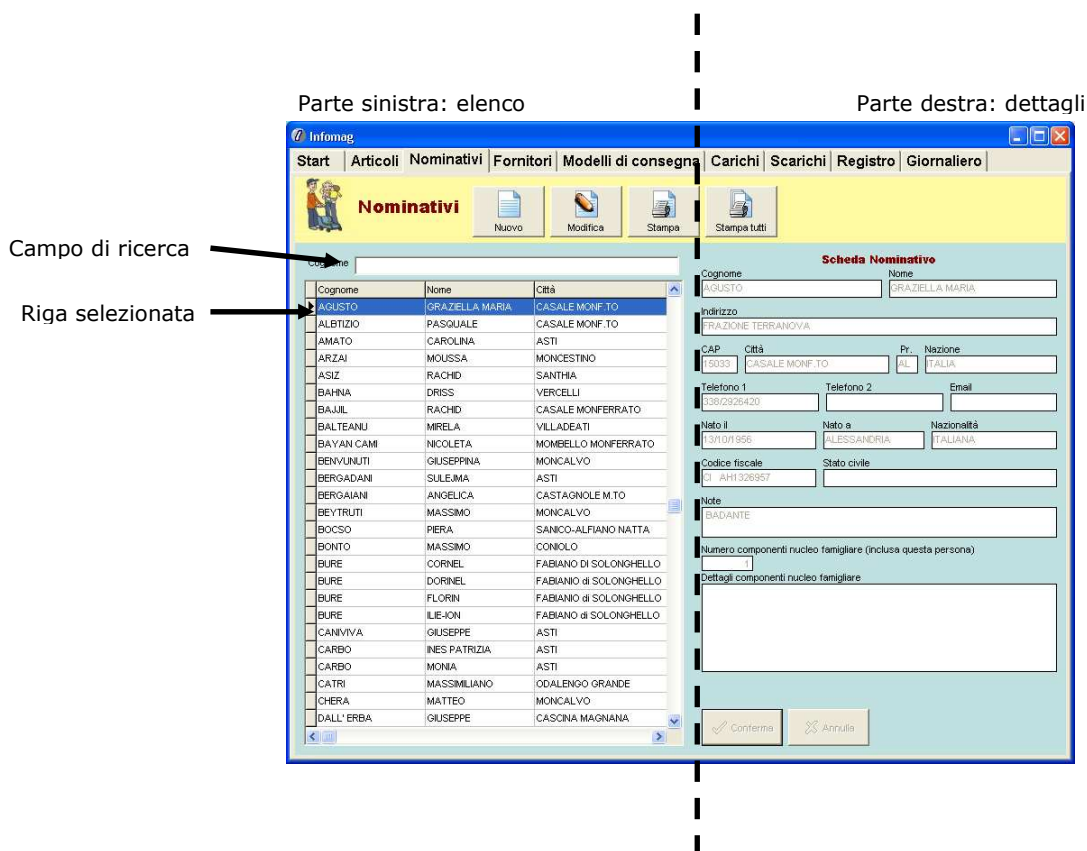 Parte sinistra: elenco Parte destra: dettagli
Infomag
Start Articoli Nominativi Fornitori Modelli di consegna Carichi Scarichi Registro Giornaliero
Nominativi Nuovo Modifica Stampa Stampa tutti
Campo di ricerca
Cognome
Riga selezionata
Cognome Nome Città
AGUSTO GRAZIELLA MARIA CASALE MONF.TO
ALBTIZIO PASQUALE CASALE MONF.TO
AMATO CAROLINA ASTI
ARZAI MOUSSA MONCESTINO
ASIZ RACHID SANTHIA
BAHNA DRISS VERCELLI
BAJJIL RACHID CASALE MONFERRATO
BALTEANU MIRELA VILLADEATI
BAYAN CAMI NICOLETA MOMBELLO MONFERRATO
BENVUNUTI GIUSEPPINA MONCALVO
BERGADANI SULEJMA ASTI
BERGAIANI ANGELICA CASTAGNOLE M.TO
BEYTRUTI MASSIMO MONCALVO
BOCSO PIERA SANICO-ALFIANO NATTA
BONTO MASSIMO CONIOLO
BURE CORNEL FABIANO DI SOLONGHELLO
BURE DORINEL FABIANIO di SOLONGHELLO
BURE FLORIN FABIANO di SOLONGHELLO
BURE ILIE-ION FABIANO di SOLONGHELLO
CANIVIVA GIUSEPPE ASTI
CARBO INES PATRIZIA ASTI
CARBO MONIA ASTI
CATRI MASSIMILIANO ODALENGO GRANDE
CHERA MATTEO MONCALVO
DALL' ERBA GIUSEPPE CASCINA MAGNANA
Scheda Nominativo
Cognome Nome
AGUSTO GRAZIELLA MARIA
Indirizzo
FRAZIONE TERRANOVA
CAP Città Pr. Nazione
15033 CASALE MONF.TO AL ITALIA
Telefono 1 Telefono 2 Email
338/2926420
Nato il Nato a Nazionalità
13/10/1956 ALESSANDRIA ITALIANA
Codice fiscale Stato civile
CI AH1326957
Note
BADANTE
Numero componenti nucleo famigliare (inclusa questa persona)
1
Dettagli componenti nucleo famigliare
Conferma Annulla